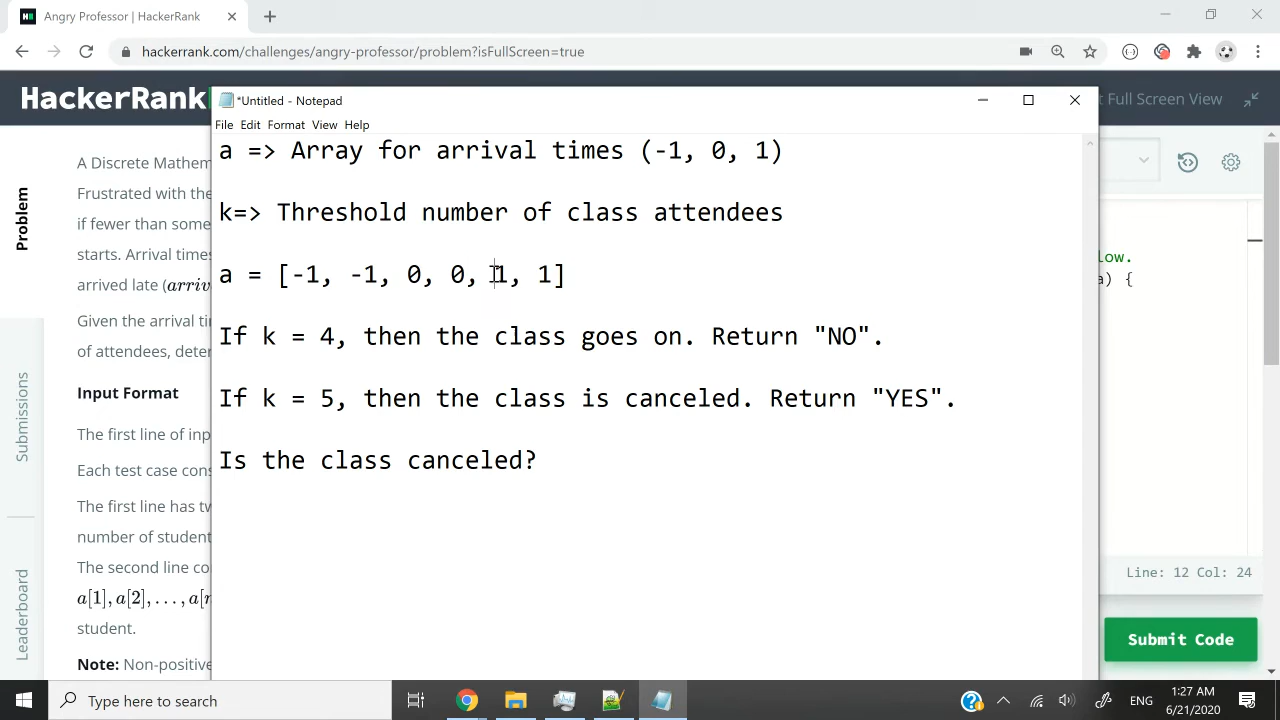 Angry Professor | HackerRank
hackerrank.com/challenges/angry-professor/problem?isFullScreen=true
HackerRank
Full Screen View
*Untitled - Notepad
File Edit Format View Help
a => Array for arrival times (-1, 0, 1)
k=> Threshold number of class attendees
a = [-1, -1, 0, 0, 1, 1]
If k = 4, then the class goes on. Return "NO".
If k = 5, then the class is canceled. Return "YES".
Is the class canceled?
Problem
Submissions
Leaderboard
A Discrete Mathem
Frustrated with the
if fewer than some
starts. Arrival times
arrived late (arriv
Given the arrival ti
of attendees, deter
Input Format
The first line of inp
Each test case cons
The first line has tw
number of student
The second line co
a[1], a[2], . . . , a[n
student.
Note: Non-positive
low.
a) {
Line: 12 Col: 24
Submit Code
Type here to search
ENG
1:27 AM
6/21/2020